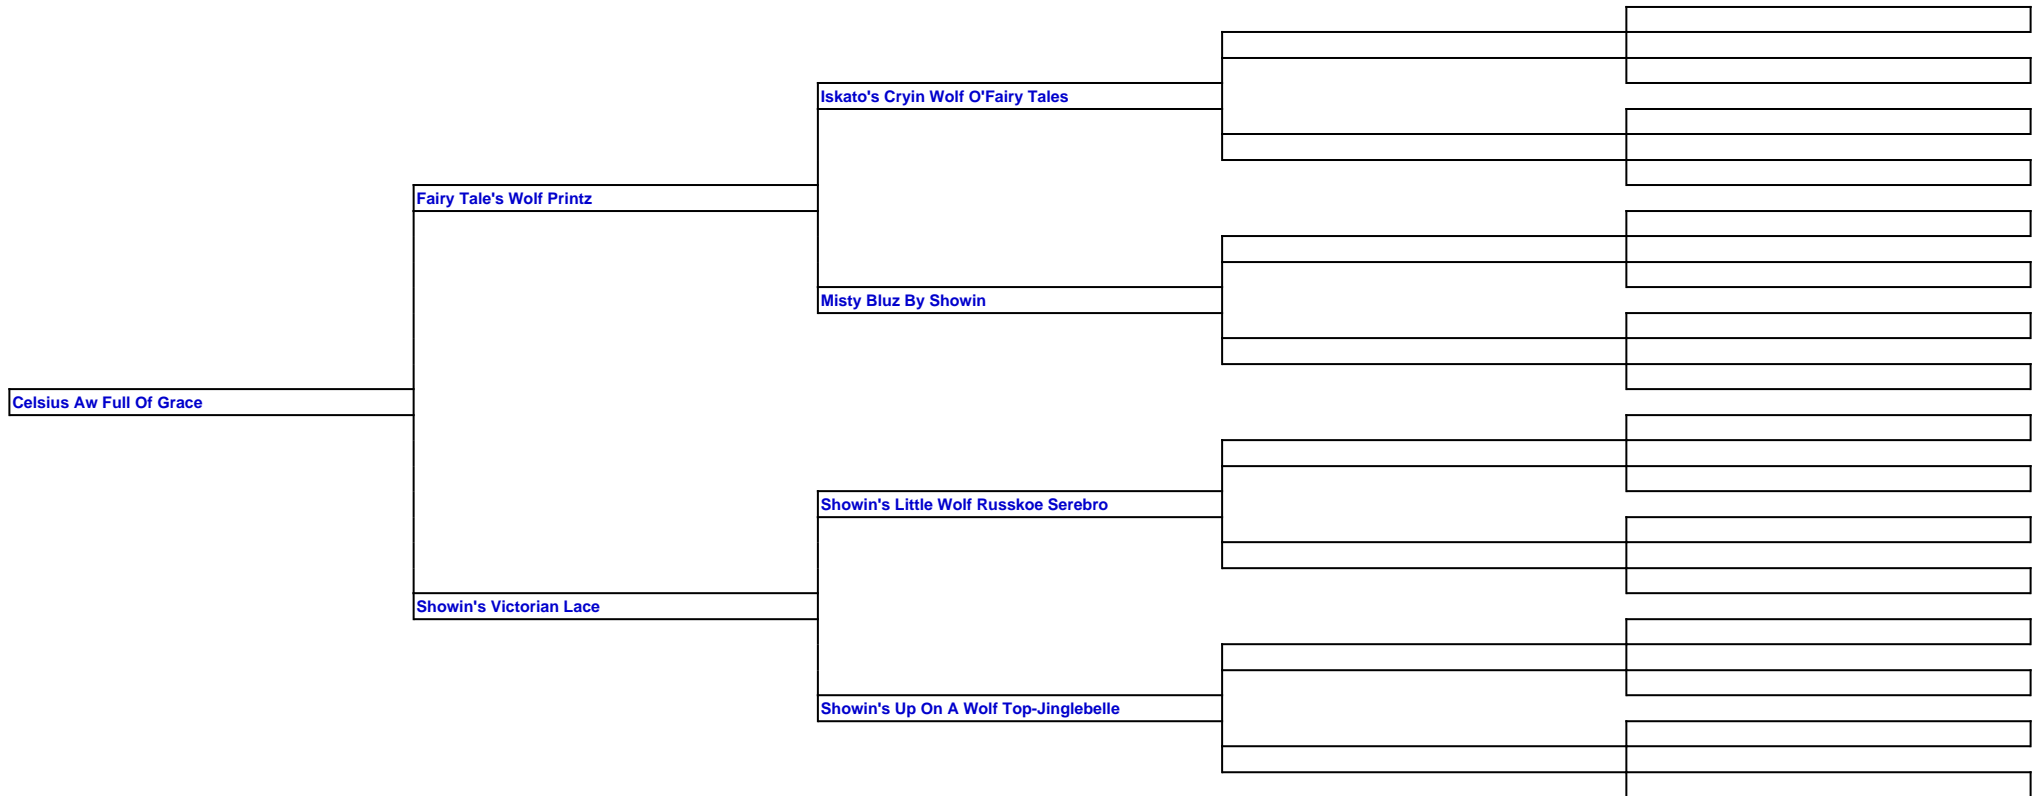 Iskato's Cryin Wolf O'Fairy Tales
Fairy Tale's Wolf Printz
Misty Bluz By Showin
Celsius Aw Full Of Grace
Showin's Little Wolf Russkoe Serebro
Showin's Victorian Lace
Showin's Up On A Wolf Top-Jinglebelle